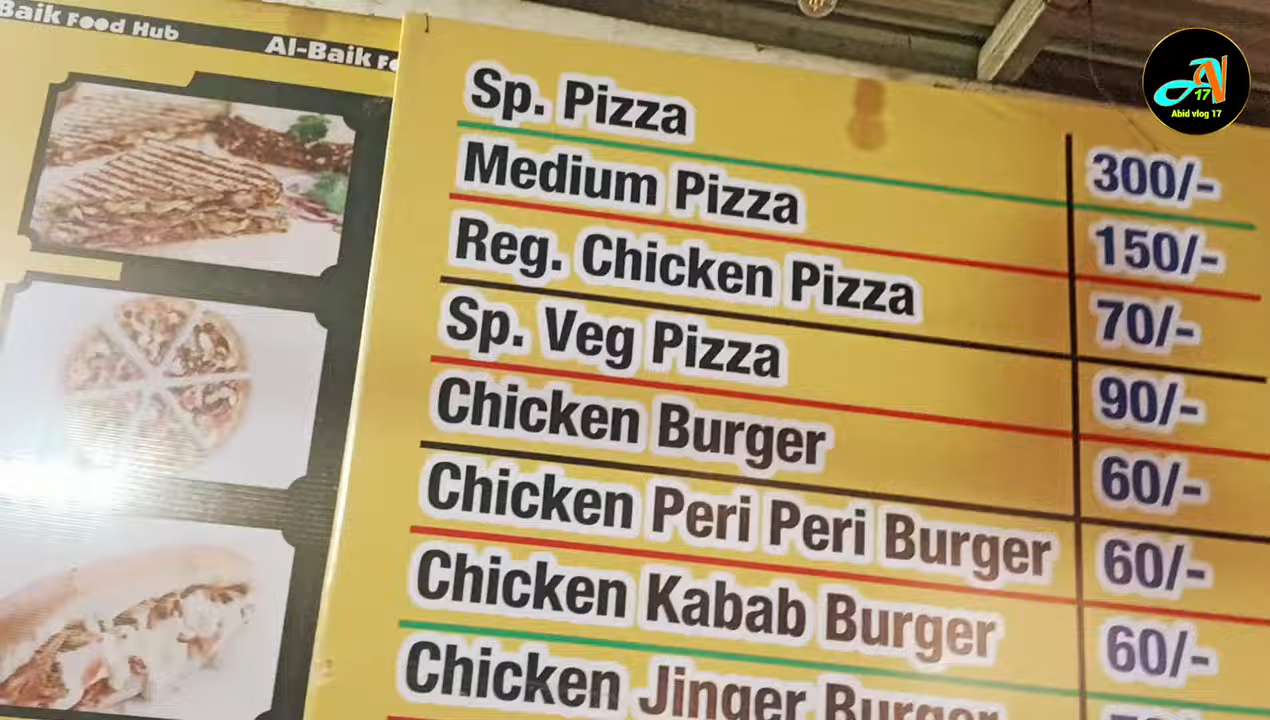 Baik Food Hub
Al-Baik
Sp. Pizza 300/-
Medium Pizza 150/-
Reg. Chicken Pizza 70/-
Sp. Veg Pizza 90/-
Chicken Burger 60/-
Chicken Peri Peri Burger 60/-
Chicken Kabab Burger 60/-
Chicken Jinger Burger
17
Abid vlog 17